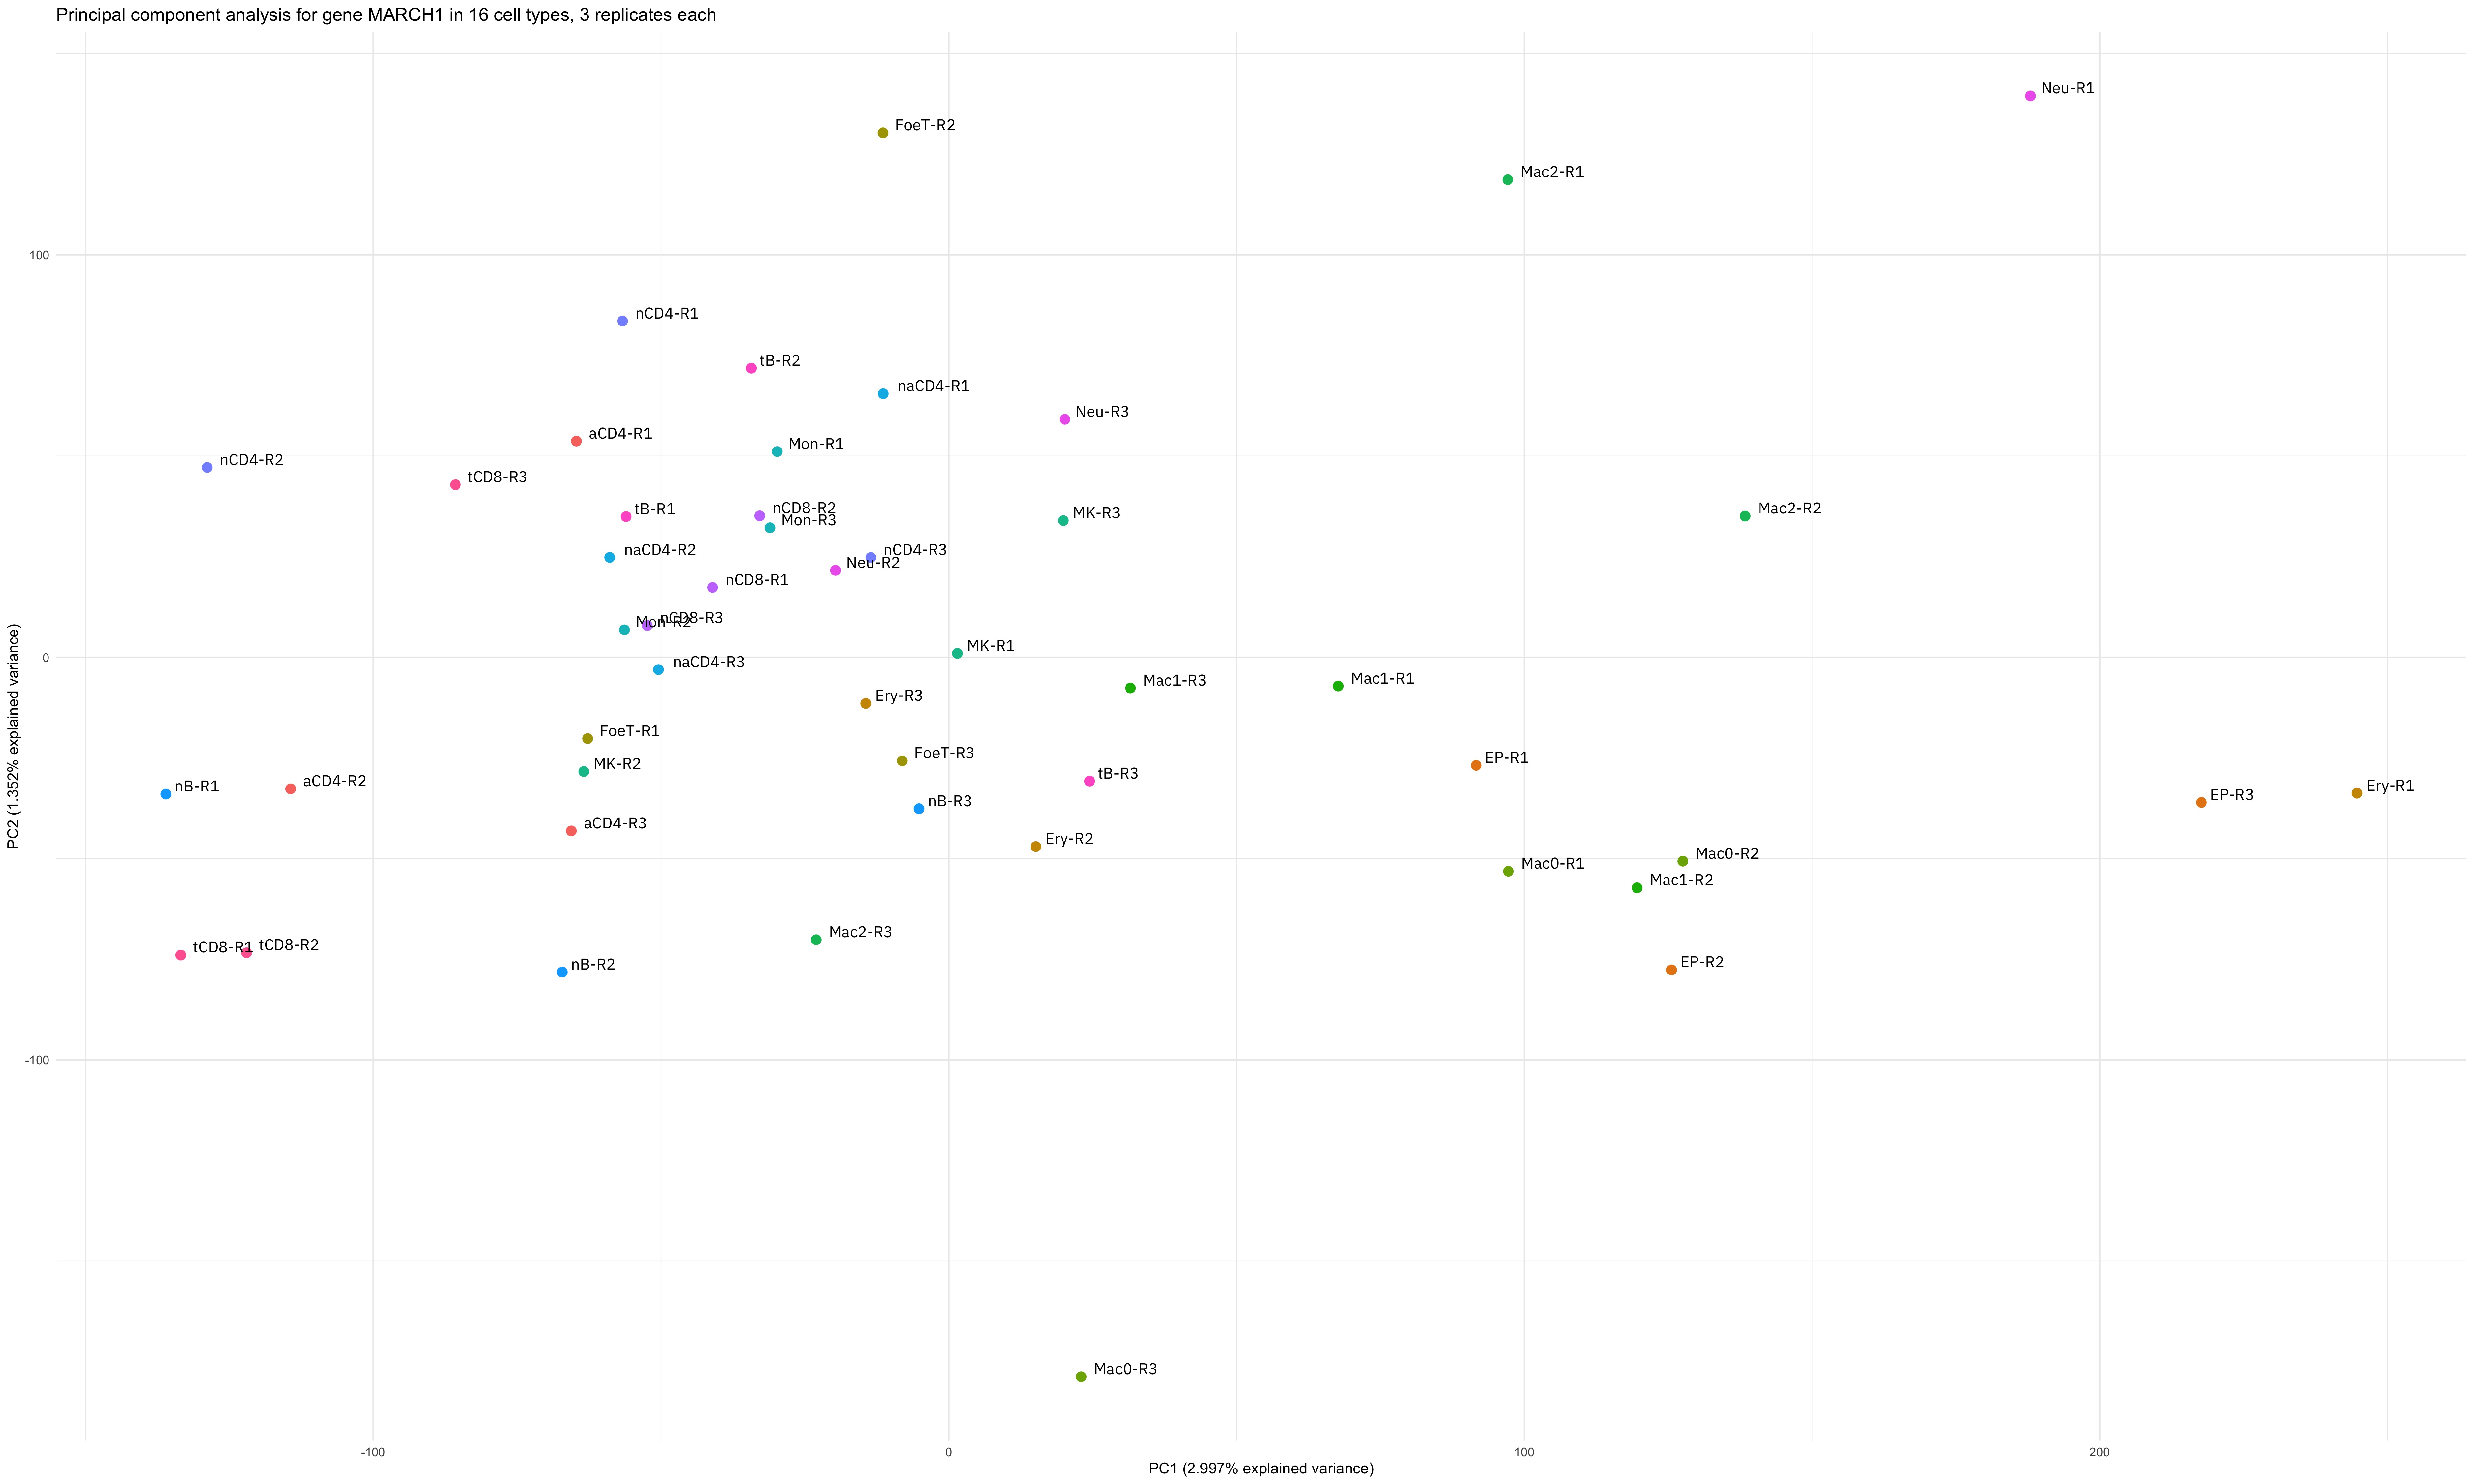 Principal component analysis for gene MARCH1 in 16 cell types, 3 replicates each
Neu-R1
FoeT-R2
Mac2-R1
100
nCD4-R1
tB-R2
naCD4-R1
Neu-R3
aCD4-R1
Mon-R1
nCD4-R2
tCD8-R3
tB-R1
nCD8-R2
Mon-R3
MK-R3
Mac2-R2
naCD4-R2
nCD4-R3
Neu-R2
nCD8-R1
Mon-R2
nCD8-R3
0
MK-R1
naCD4-R3
Mac1-R3
Mac1-R1
Ery-R3
FoeT-R1
FoeT-R3
EP-R1
MK-R2
tB-R3
nB-R1
aCD4-R2
nB-R3
EP-R3
Ery-R1
aCD4-R3
Ery-R2
Mac0-R1
Mac0-R2
Mac1-R2
tCD8-R1
tCD8-R2
Mac2-R3
nB-R2
EP-R2
-100
Mac0-R3
PC2 (1.352% explained variance)
-100
0
100
200
PC1 (2.997% explained variance)